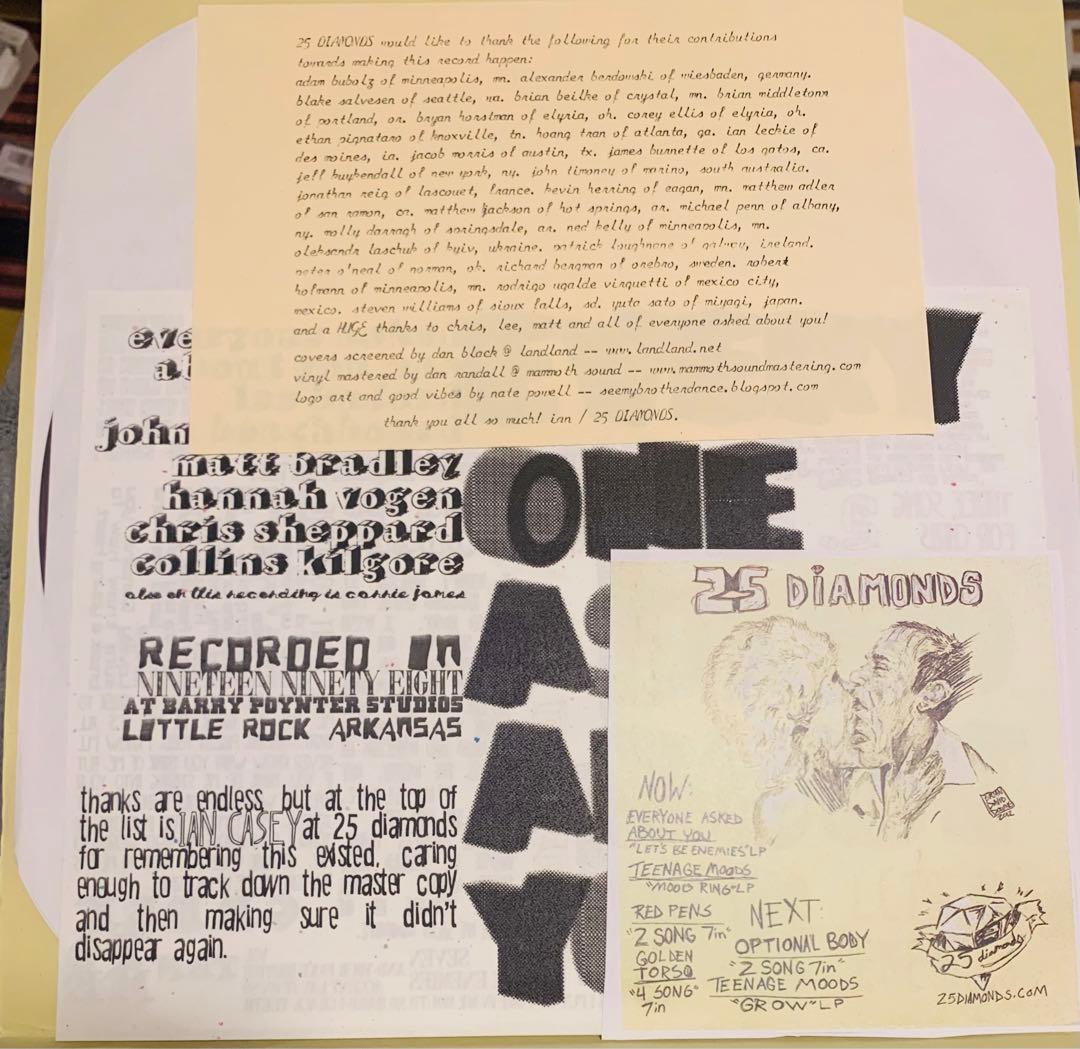 25 DIAMONDS would like to thank the following for their contributions
towards making this record happen:
adam bubolz of minneapolis, mn. alexander bendowski of wiesbaden, germany.
blake salvesen of seattle, wa. brian beilke of crystal, mn. brian middletonn
of portland, or. bryan horstman of elyria, oh. corey ellis of elyria, oh.
ethan pignataro of knoxville, tn. hoang tran of atlanta, ga. ian leckie of
des moines, ia. jacob morris of austin, tx. james burnette of los gatos, ca.
jeff kuykendall of new york, ny. john timoney of marino, south australia.
jonathan reig of lascouet, france. kevin herring of eagan, mn. matthew adler
of san ramon, ca. matthew jackson of hot springs, ar. michael penn of albany,
ny. molly darragh of springsdale, ar. ned kelly of minneapolis, mn.
oleksandr laschuk of kyiv, ukraine. patrick loughnane of galway, ireland.
peter o'neal of norman, ok. richard bergman of orebro, sweden. robert
hofmann of minneapolis, mn. rodrigo ugalde virquetti of mexico city,
mexico. steven williams of sioux falls, sd. yuta sato of miyagi, japan.
and a HUGE thanks to chris, lee, matt and all of everyone asked about you!
covers screened by dan black @ landland -- www.landland.net
vinyl mastered by dan randall @ mammoth sound -- www.mammothsoundmastering.com
logo art and good vibes by nate powell -- seemybrotherdance.blogspot.com
thank you all so much! ian / 25 DIAMONDS.
eve
john
matt bradley
hannah vogen
chris sheppard
collins kilgore
also on this recording is corrie jones
RECORDED IN
NINETEEN NINETY EIGHT
AT BARRY POYNTER STUDIOS
LITTLE ROCK ARKANSAS
thanks are endless, but at the top of
the list is IAN CASEY at 25 diamonds
for remembering this existed, caring
enough to track down the master copy
and then making sure it didn't
disappear again.
ONE
A
A
Y
25 DIAMONDS
NOW:
EVERYONE ASKED
ABOUT YOU
"LET'S BE ENEMIES" LP
TEENAGE MOODS
"MOOD RING" LP
RED PENS
"2 SONG 7in"
GOLDEN
TORSO
"4 SONG"
7in
NEXT:
OPTIONAL BODY
"2 SONG 7in"
TEENAGE MOODS
"GROW" LP
25 diamonds
25DIAMONDS.COM